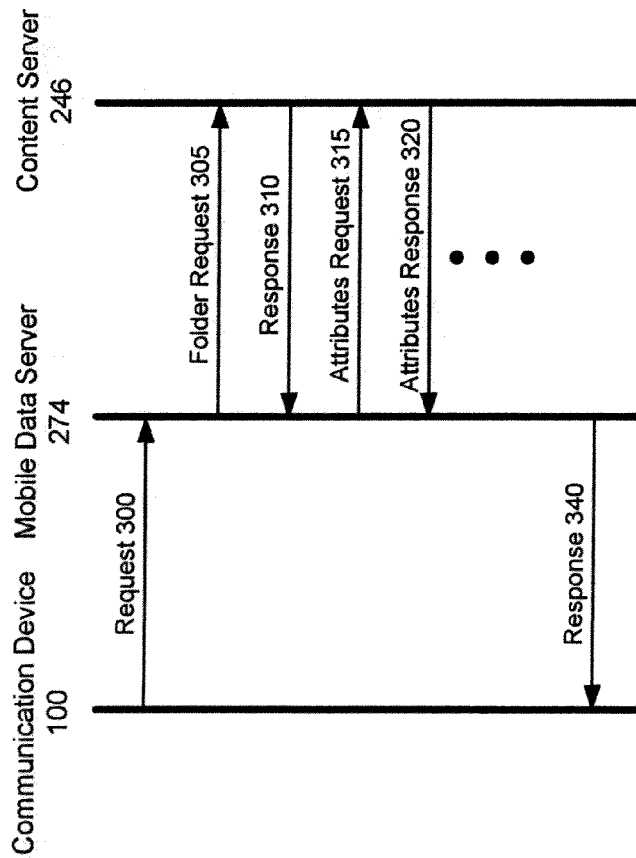 Communication Device
100
Mobile Data Server
274
Content Server
246
Request 300
Folder Request 305
Response 310
Attributes Request 315
Attributes Response 320
Response 340